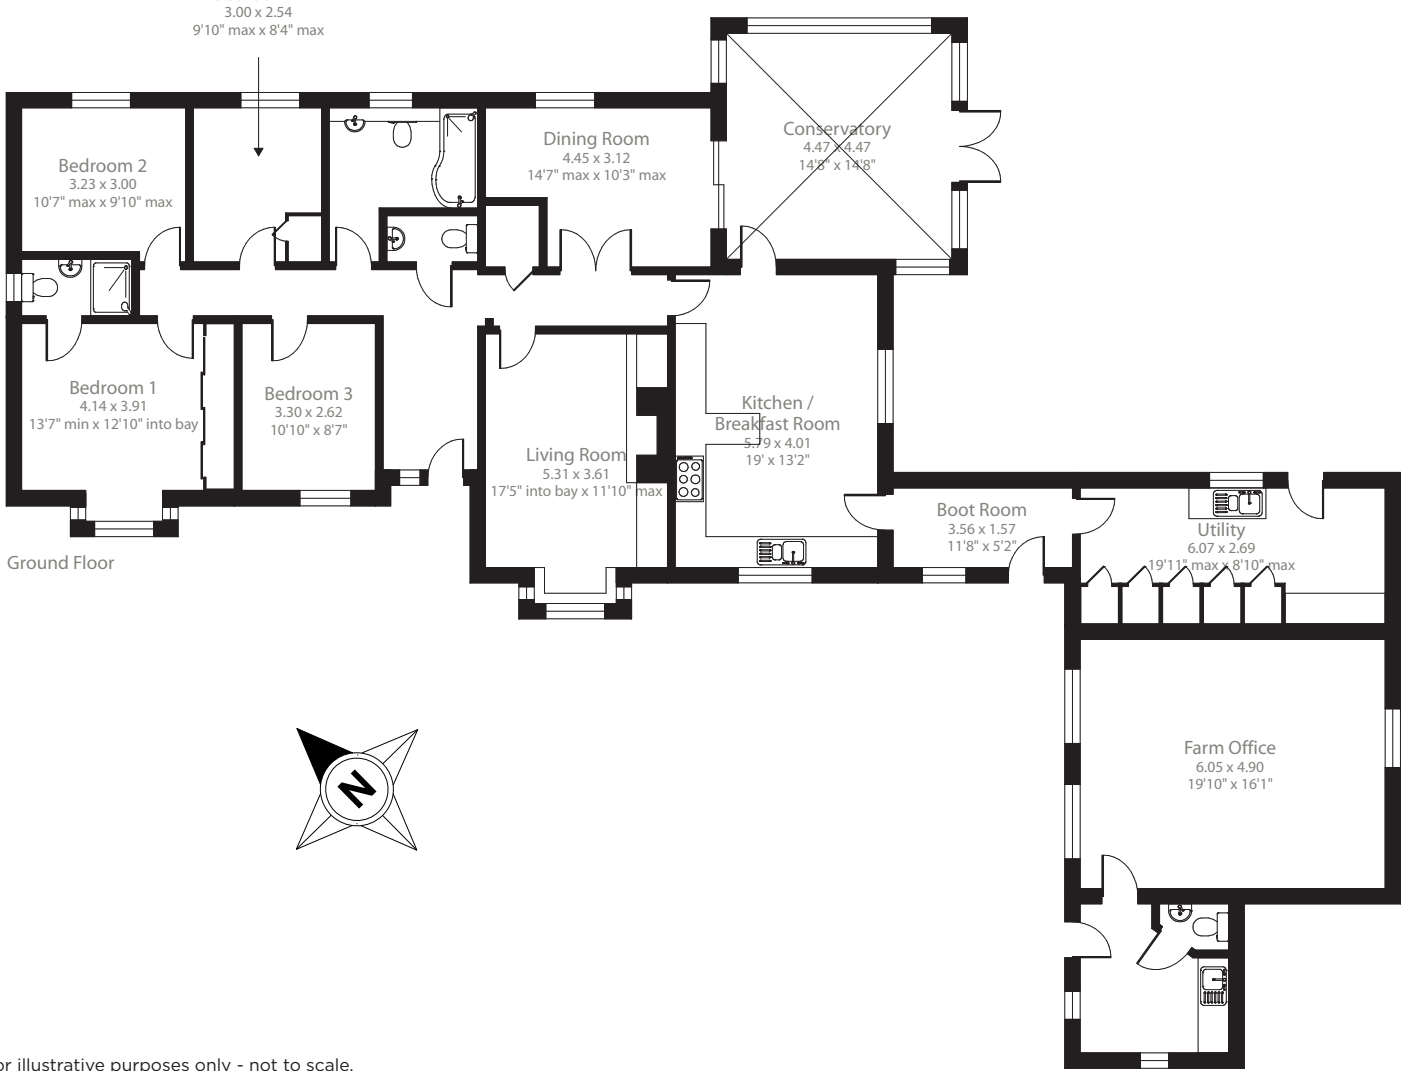 3.00 x 2.54
9'10" max x 8'4" max
Conservatory
4.47 x 4.47
14'8" x 14'8"
Dining Room
4.45 x 3.12
14'7" max x 10'3" max
Bedroom 2
3.23 x 3.00
10'7" max x 9'10" max
Bedroom 1
4.14 x 3.91
13'7" min x 12'10" into bay
Bedroom 3
3.30 x 2.62
10'10" x 8'7"
Living Room
5.31 x 3.61
17'5" into bay x 11'10" max
Kitchen /
Breakfast Room
5.79 x 4.01
19' x 13'2"
Boot Room
3.56 x 1.57
11'8" x 5'2"
Utility
6.07 x 2.69
19'11" max x 8'10" max
Ground Floor
Farm Office
6.05 x 4.90
19'10" x 16'1"
N
or illustrative purposes only - not to scale.